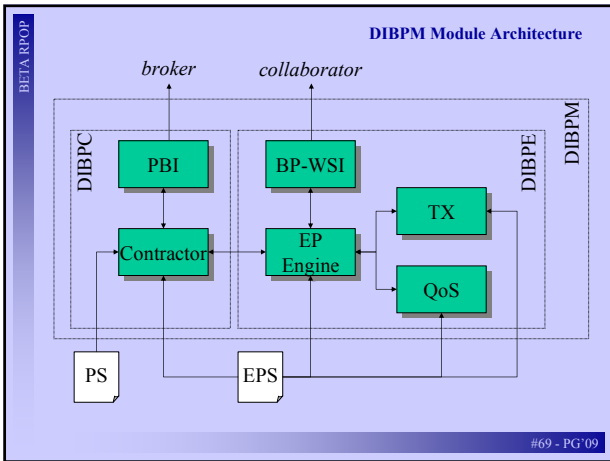 BETA RPOP
DIBPM Module Architecture
broker
collaborator
DIBPC
PBI
BP-WSI
DIBPE
DIBPM
TX
Contractor
EP
Engine
QoS
PS
EPS
#69 - PG'09